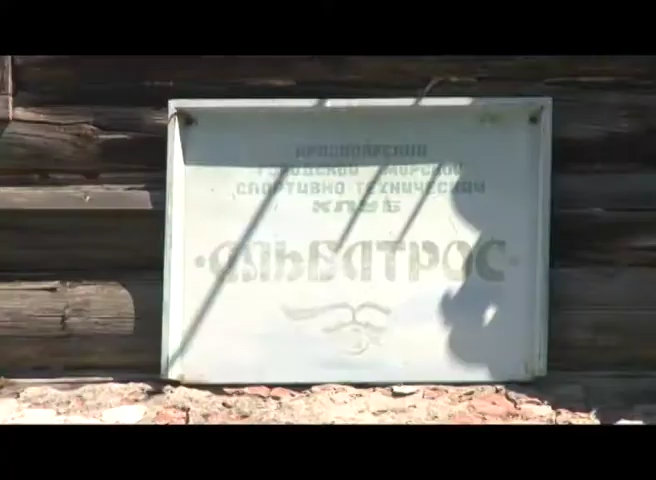 КРАСНОЯРСКИЙ
ГОРОДСКОЙ МОРСКОЙ
СПОРТИВНО ТЕХНИЧЕСКИЙ
КЛУБ
"АЛЬБАТРОС"